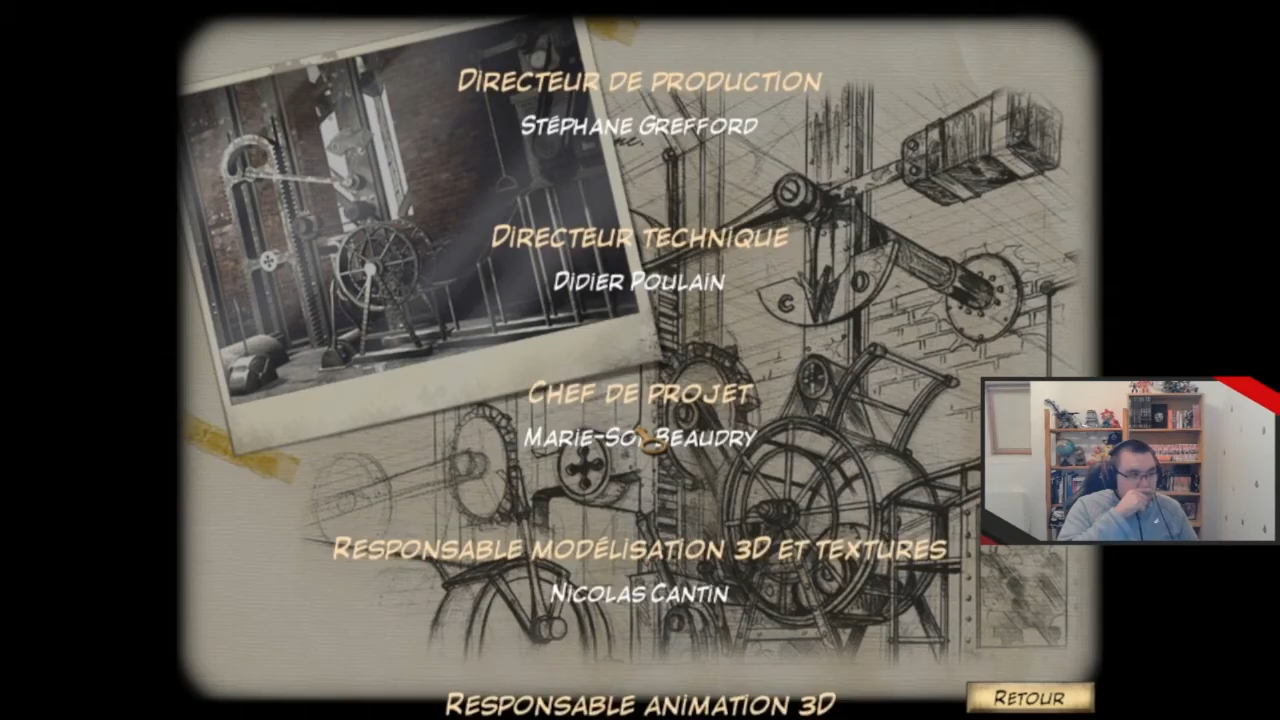 Directeur de production
Stéphane Grefford
nc.
Directeur technique
Didier Poulain
Chef de projet
Beaudry
Responsable modélisation 3D et textures
Nicolas Cantin
Responsable animation 3D
Retour